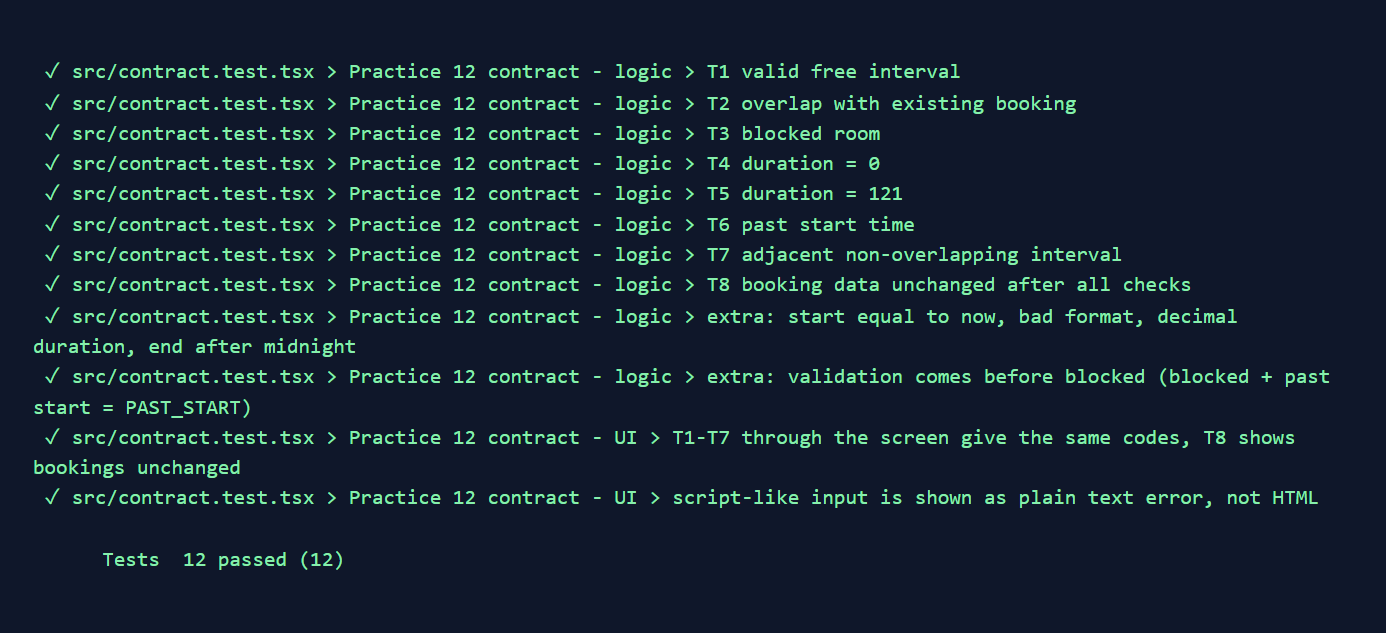 ✓ src/contract.test.tsx > Practice 12 contract - logic > T1 valid free interval
✓ src/contract.test.tsx > Practice 12 contract - logic > T2 overlap with existing booking
✓ src/contract.test.tsx > Practice 12 contract - logic > T3 blocked room
✓ src/contract.test.tsx > Practice 12 contract - logic > T4 duration = 0
✓ src/contract.test.tsx > Practice 12 contract - logic > T5 duration = 121
✓ src/contract.test.tsx > Practice 12 contract - logic > T6 past start time
✓ src/contract.test.tsx > Practice 12 contract - logic > T7 adjacent non-overlapping interval
✓ src/contract.test.tsx > Practice 12 contract - logic > T8 booking data unchanged after all checks
✓ src/contract.test.tsx > Practice 12 contract - logic > extra: start equal to now, bad format, decimal
duration, end after midnight
✓ src/contract.test.tsx > Practice 12 contract - logic > extra: validation comes before blocked (blocked + past
start = PAST_START)
✓ src/contract.test.tsx > Practice 12 contract - UI > T1-T7 through the screen give the same codes, T8 shows
bookings unchanged
✓ src/contract.test.tsx > Practice 12 contract - UI > script-like input is shown as plain text error, not HTML
Tests  12 passed (12)